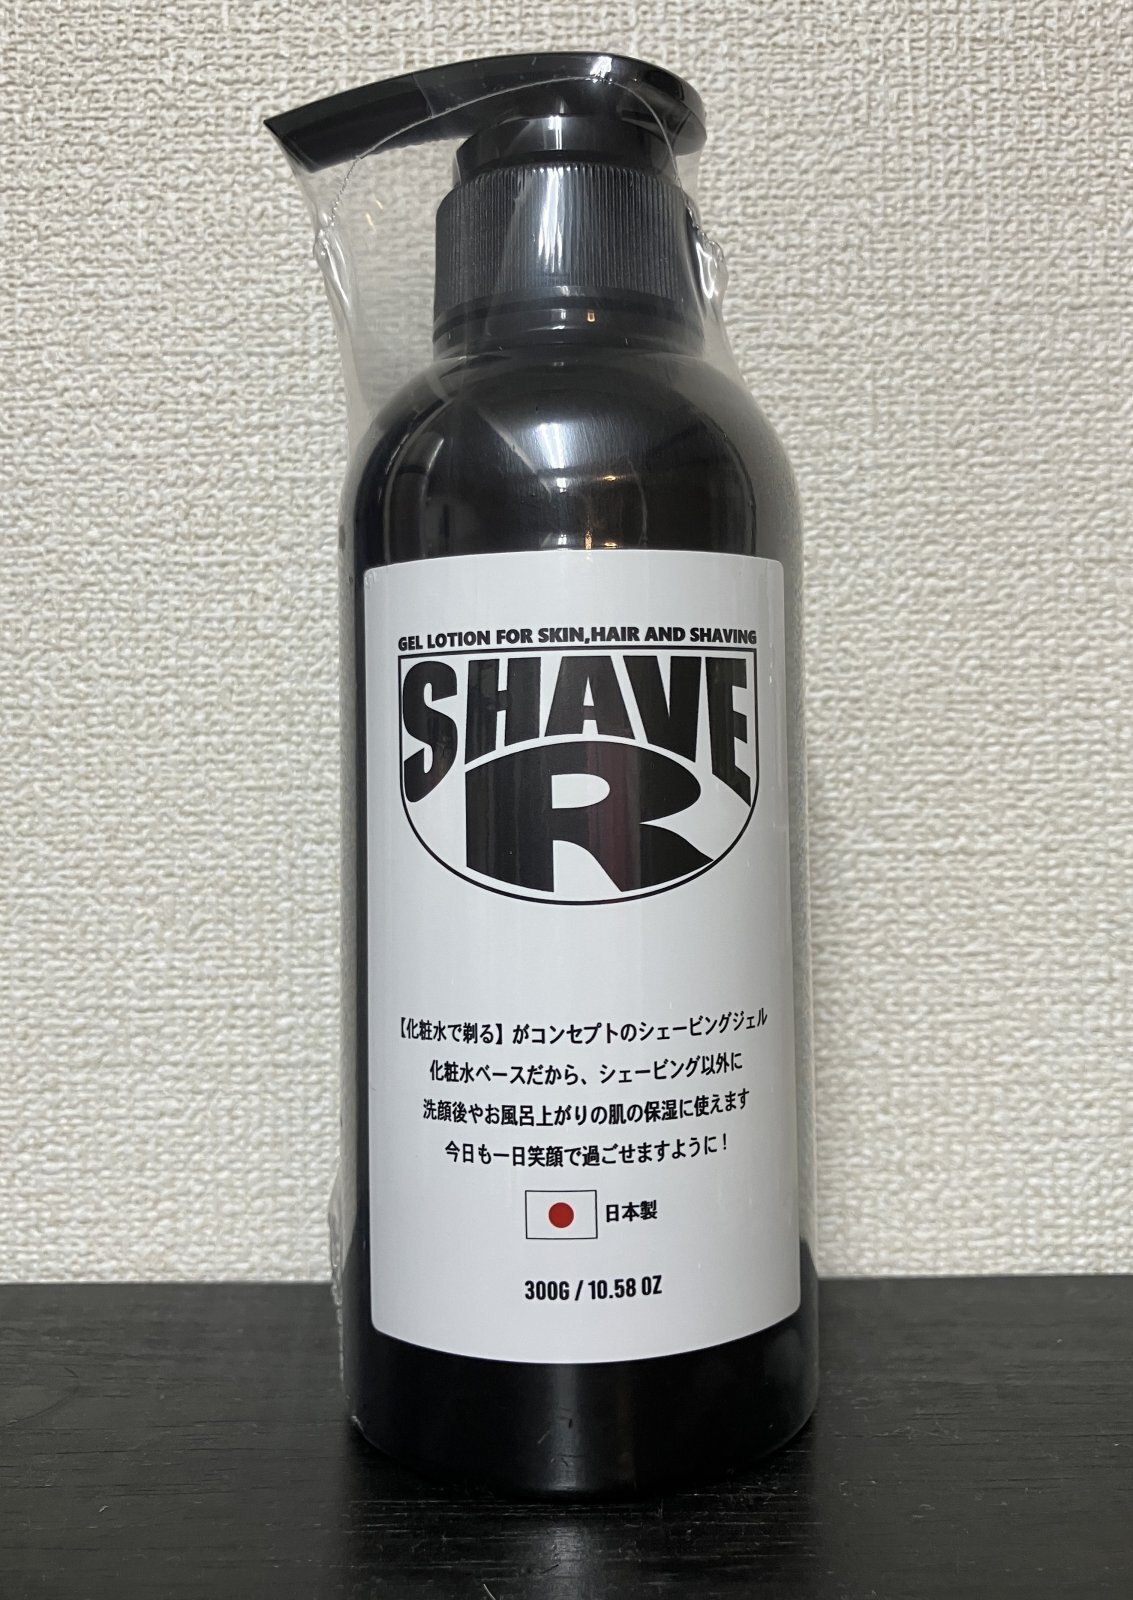 GEL LOTION FOR SKIN,HAIR AND SHAVING
SHAVE
R
【化粧水で剃る】がコンセプトのシェービングジェル
化粧水ベースだから、シェービング以外に
洗顔後やお風呂上がりの肌の保湿に使えます
今日も一日笑顔で過ごせますように！
日本製
300G / 10.58 OZ